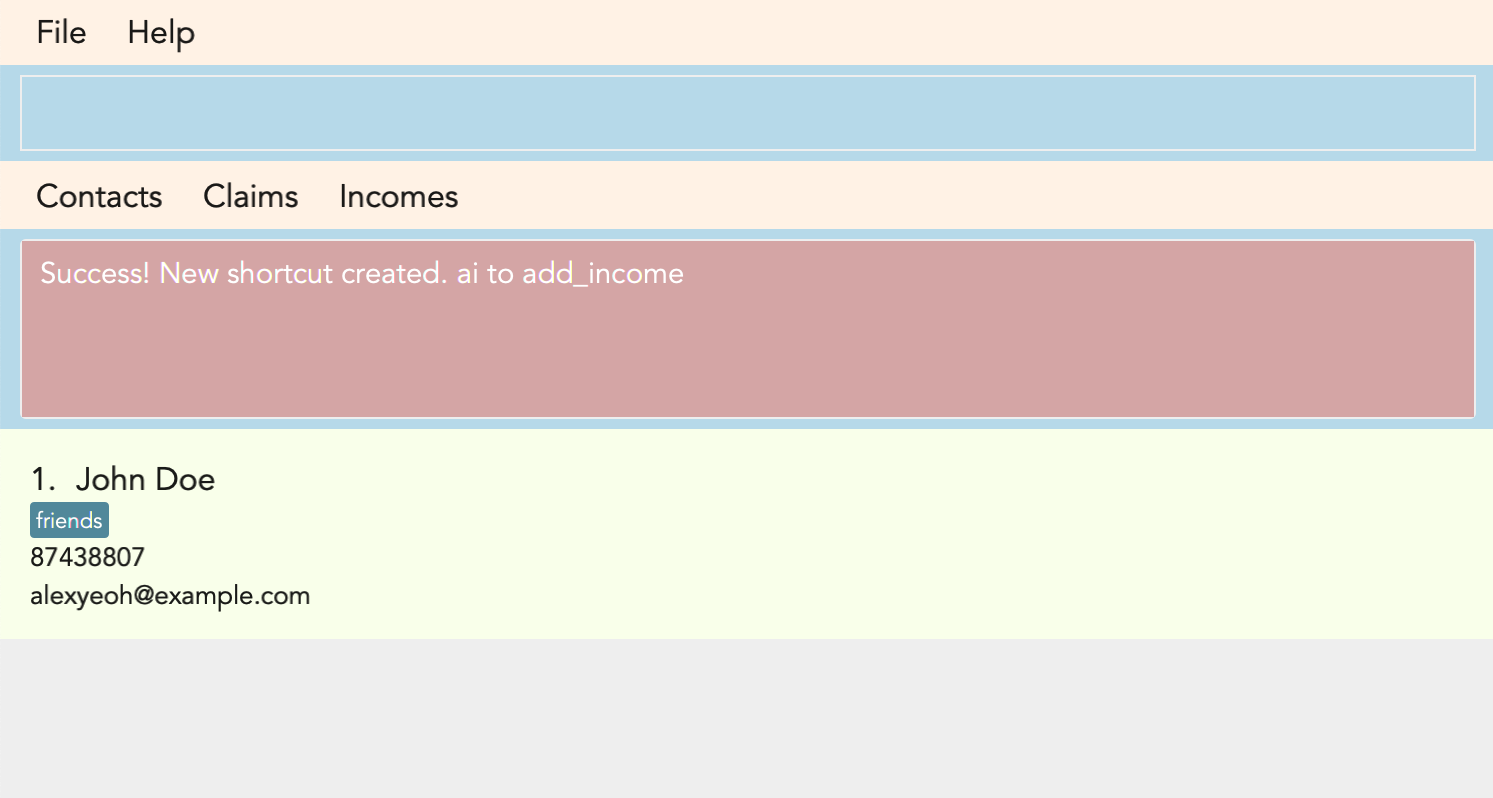 File Help
Contacts Claims Incomes
Success! New shortcut created. ai to add_income
1. John Doe
friends
87438807
alexyeoh@example.com